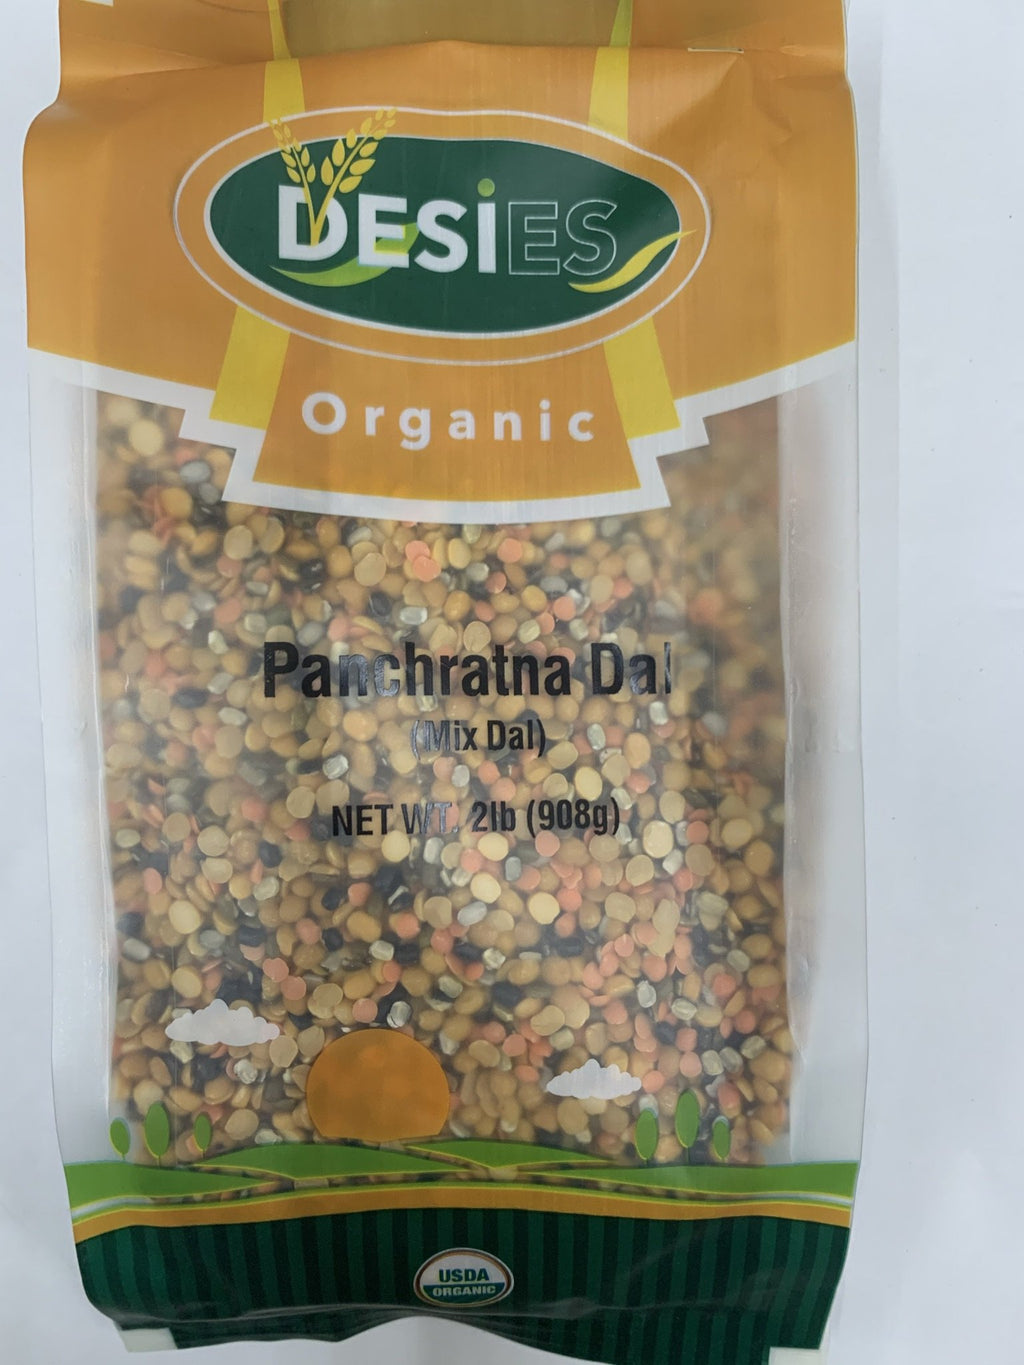 DESiES
Organic
Panchratna Dal
(Mix Dal)
NET WT. 2lb (908g)
USDA
ORGANIC